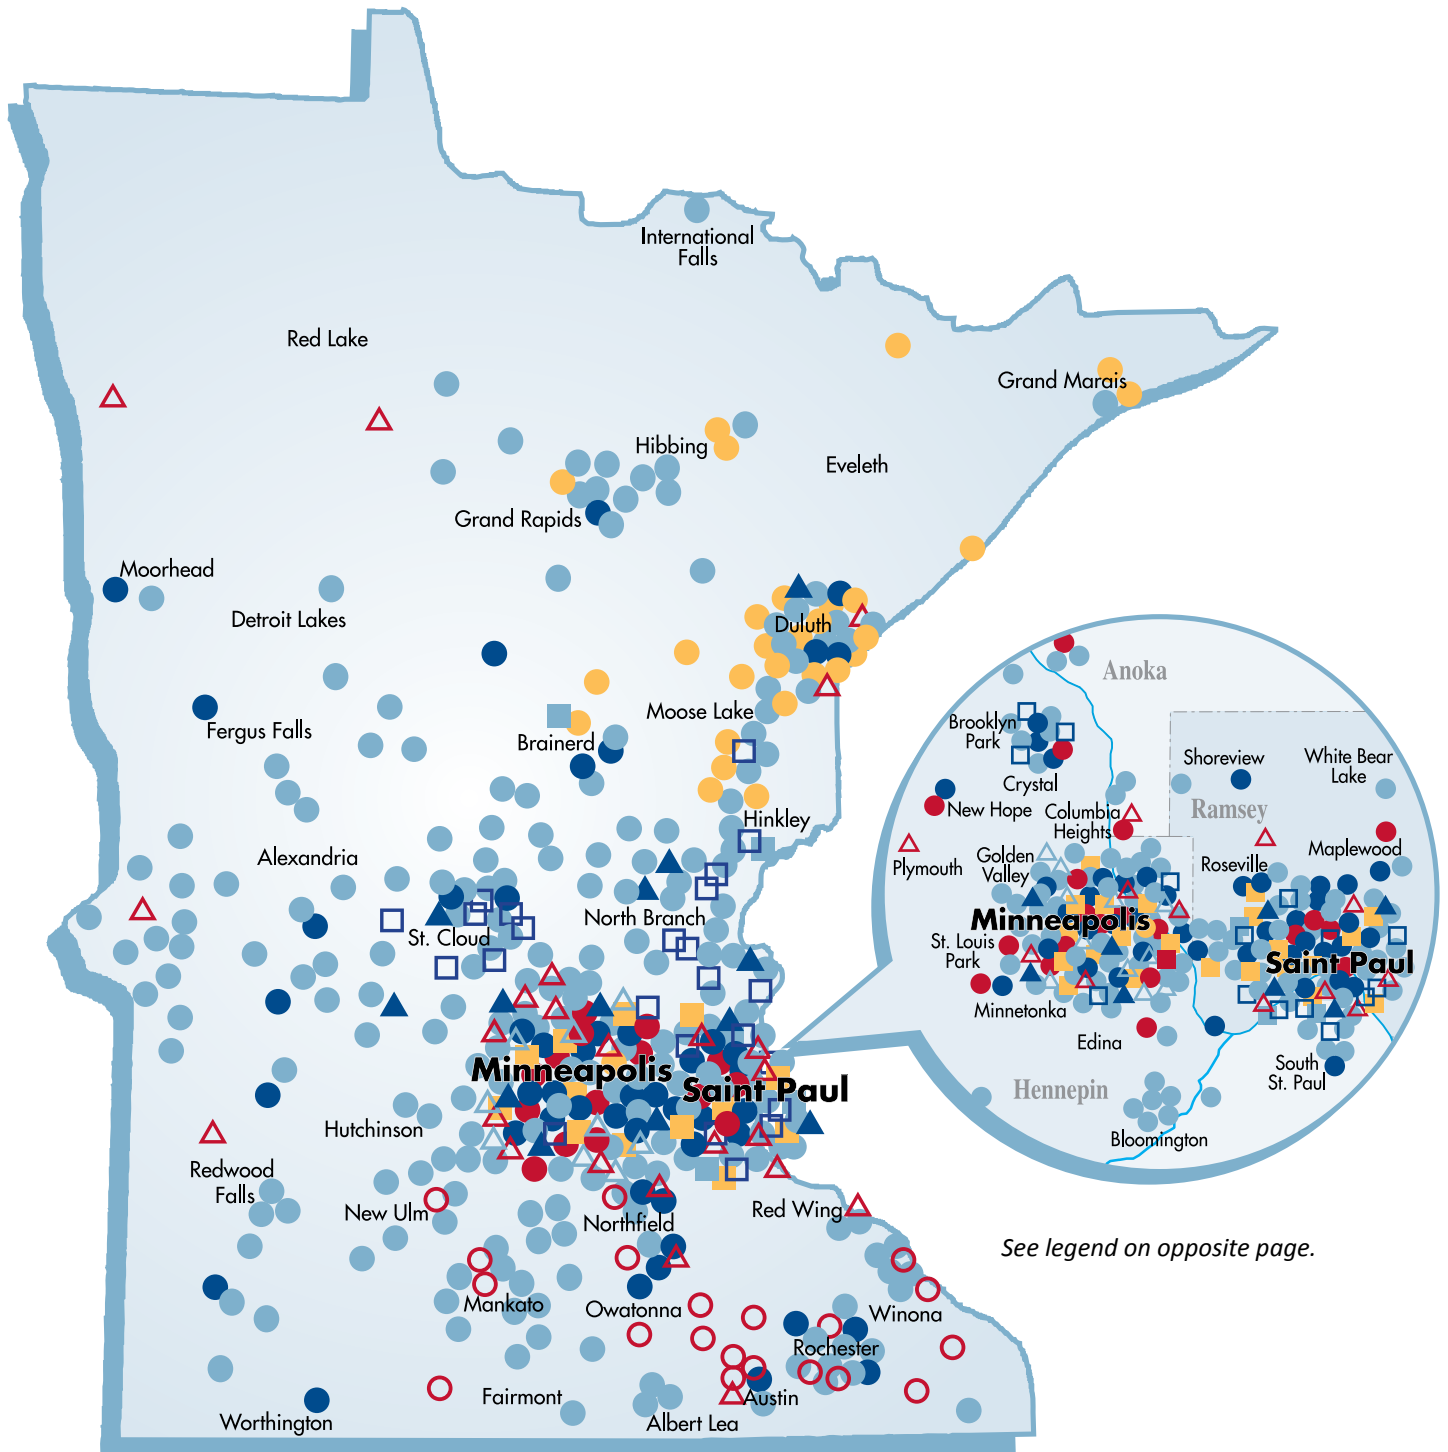 International
Falls
Red Lake
Grand Marais
Hibbing
Eveleth
Grand Rapids
Moorhead
Detroit Lakes
Duluth
Moose Lake
Fergus Falls
Brainerd
Hinkley
Alexandria
North Branch
St. Cloud
Minneapolis
Saint Paul
Hutchinson
Redwood
Falls
New Ulm
Northfield
Red Wing
Mankato
Owatonna
Winona
Rochester
Fairmont
Austin
Albert Lea
Worthington
Anoka
Brooklyn
Park
Crystal
Shoreview
White Bear
Lake
New Hope
Columbia
Heights
Ramsey
Plymouth
Golden
Valley
Roseville
Maplewood
Minneapolis
St. Louis
Park
Saint Paul
Minnetonka
Edina
South
St. Paul
Hennepin
Bloomington
See legend on opposite page.